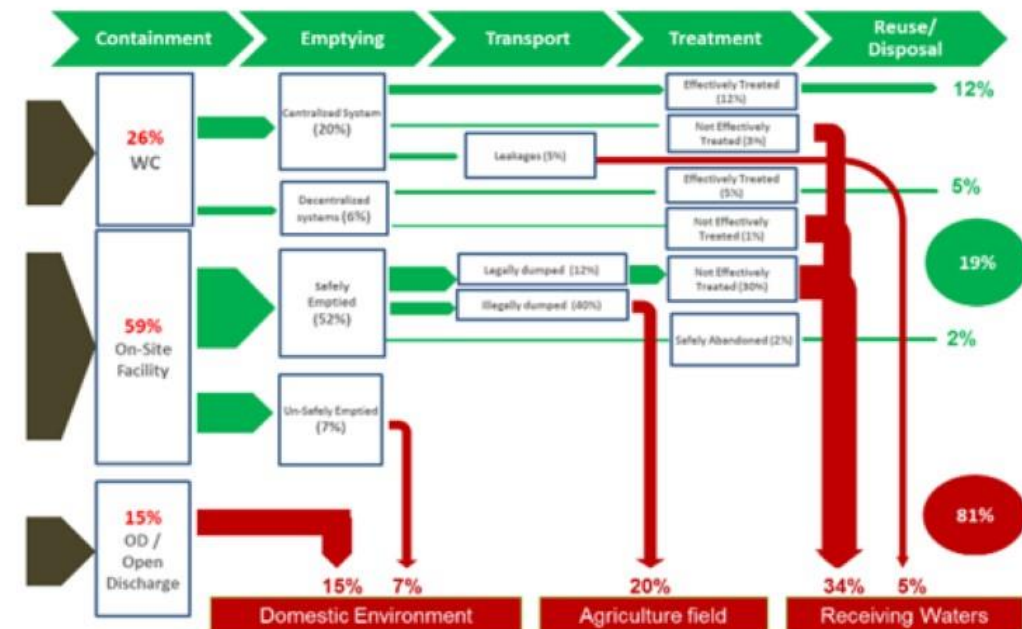 Containment
Emptying
Transport
Treatment
Reuse/
Disposal
26%
WC
Centralized System
(20%)
Effectively Treated
(12%)
12%
Not Effectively
Treated (3%)
Leakages (5%)
Decentralized
systems (6%)
Effectively Treated
(5%)
5%
Not Effectively
Treated (1%)
59%
On-Site
Facility
Safely
Emptied
(52%)
Legally dumped (12%)
Illegally dumped (40%)
Not Effectively
Treated (30%)
19%
Safely Abandoned (2%)
2%
Un-Safely Emptied
(7%)
15%
OD /
Open
Discharge
81%
15%
7%
20%
34%
5%
Domestic Environment
Agriculture field
Receiving Waters